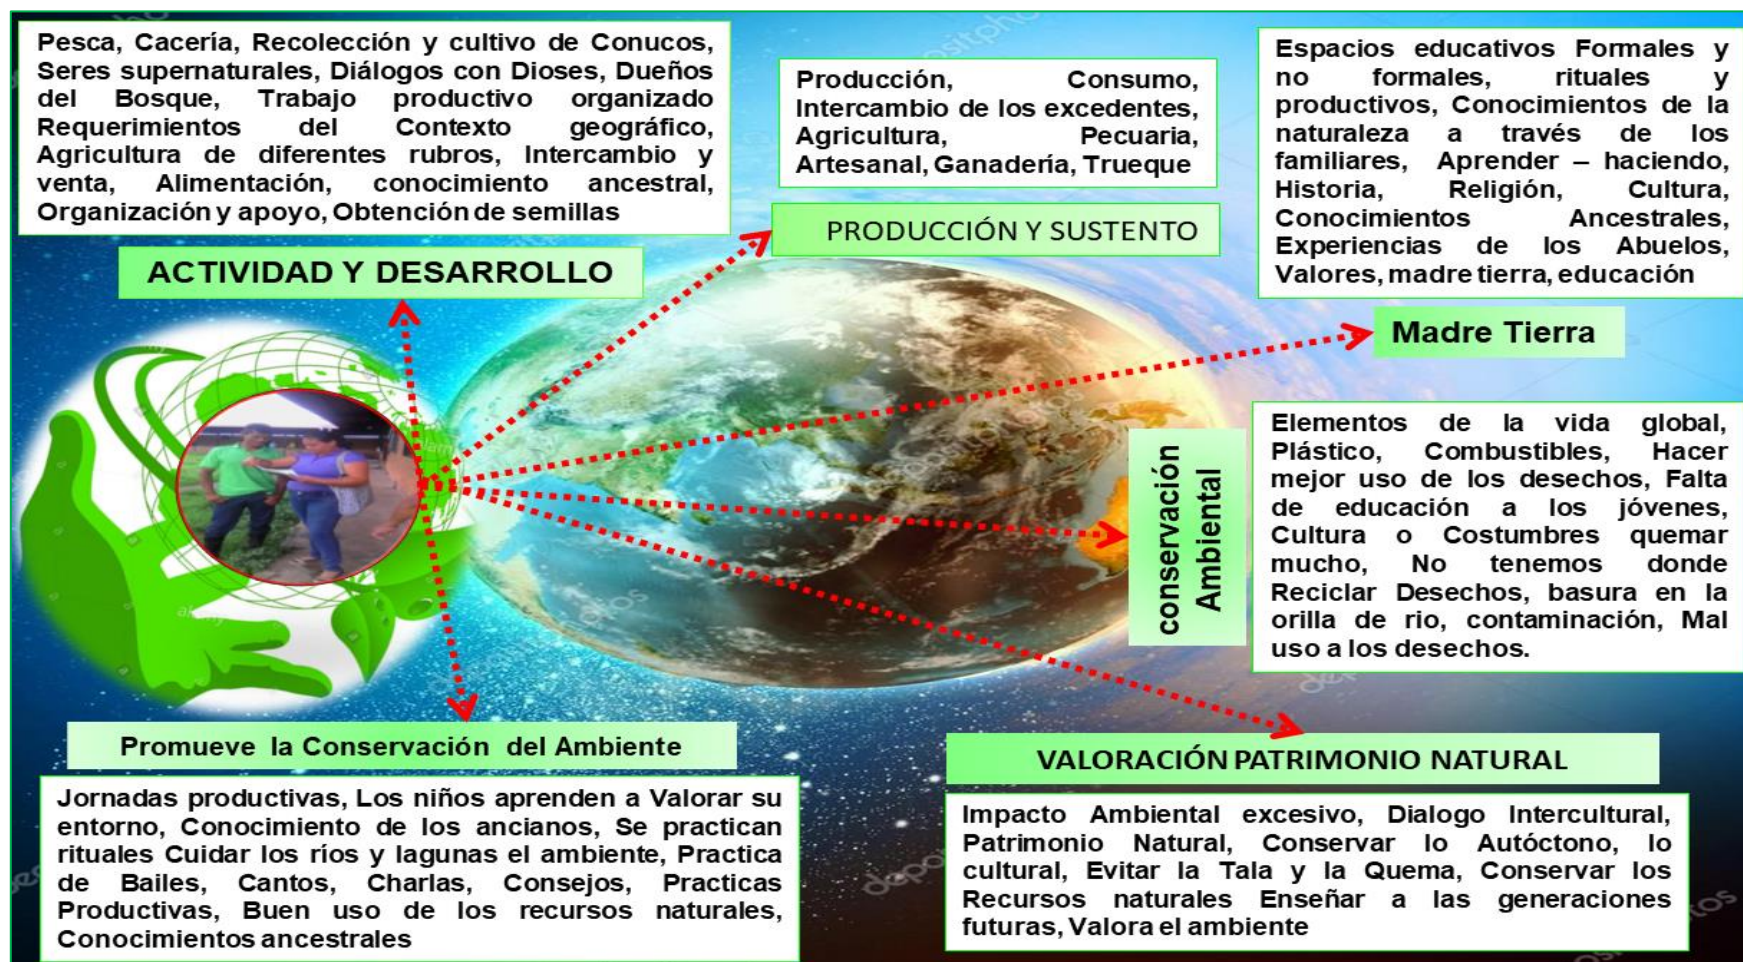 Pesca, Cacería, Recolección y cultivo de Conucos,
Seres supernaturales, Diálogos con Dioses, Dueños
del Bosque, Trabajo productivo organizado
Requerimientos del Contexto geográfico,
Agricultura de diferentes rubros, Intercambio y
venta, Alimentación, conocimiento ancestral,
Organización y apoyo, Obtención de semillas
ACTIVIDAD Y DESARROLLO
Producción, Consumo,
Intercambio de los excedentes,
Agricultura, Pecuaria,
Artesanal, Ganadería, Trueque
PRODUCCIÓN Y SUSTENTO
Espacios educativos Formales y
no formales, rituales y
productivos, Conocimientos de la
naturaleza a través de los
familiares, Aprender – haciendo,
Historia, Religión, Cultura,
Conocimientos Ancestrales,
Experiencias de los Abuelos,
Valores, madre tierra, educación
Madre Tierra
conservación
Ambiental
Elementos de la vida global,
Plástico, Combustibles, Hacer
mejor uso de los desechos, Falta
de educación a los jóvenes,
Cultura o Costumbres quemar
mucho, No tenemos donde
Reciclar Desechos, basura en la
orilla de rio, contaminación, Mal
uso a los desechos.
Promueve la Conservación del Ambiente
Jornadas productivas, Los niños aprenden a Valorar su
entorno, Conocimiento de los ancianos, Se practican
rituales Cuidar los ríos y lagunas el ambiente, Practica
de Bailes, Cantos, Charlas, Consejos, Practicas
Productivas, Buen uso de los recursos naturales,
Conocimientos ancestrales
VALORACIÓN PATRIMONIO NATURAL
Impacto Ambiental excesivo, Dialogo Intercultural,
Patrimonio Natural, Conservar lo Autóctono, lo
cultural, Evitar la Tala y la Quema, Conservar los
Recursos naturales Enseñar a las generaciones
futuras, Valora el ambiente